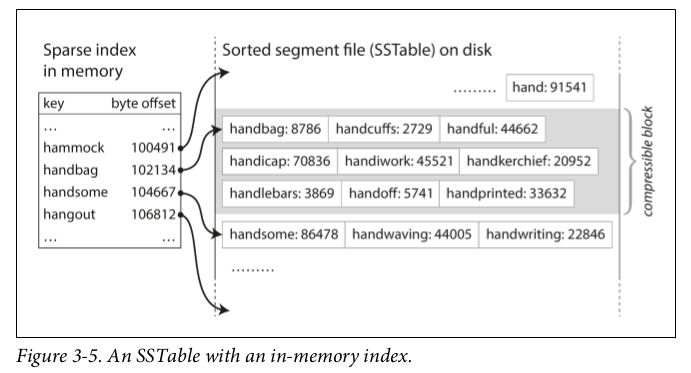 Sparse index
in memory
key byte offset
... ...
hammock 100491
handbag 102134
handsome 104667
hangout 106812
... ...
Sorted segment file (SSTable) on disk
......... hand: 91541
handbag: 8786 handcuffs: 2729 handful: 44662
handicap: 70836 handiwork: 45521 handkerchief: 20952
handlebars: 3869 handoff: 5741 handprinted: 33632
handsome: 86478 handwaving: 44005 handwriting: 22846
.........
compressible block
Figure 3-5. An SSTable with an in-memory index.